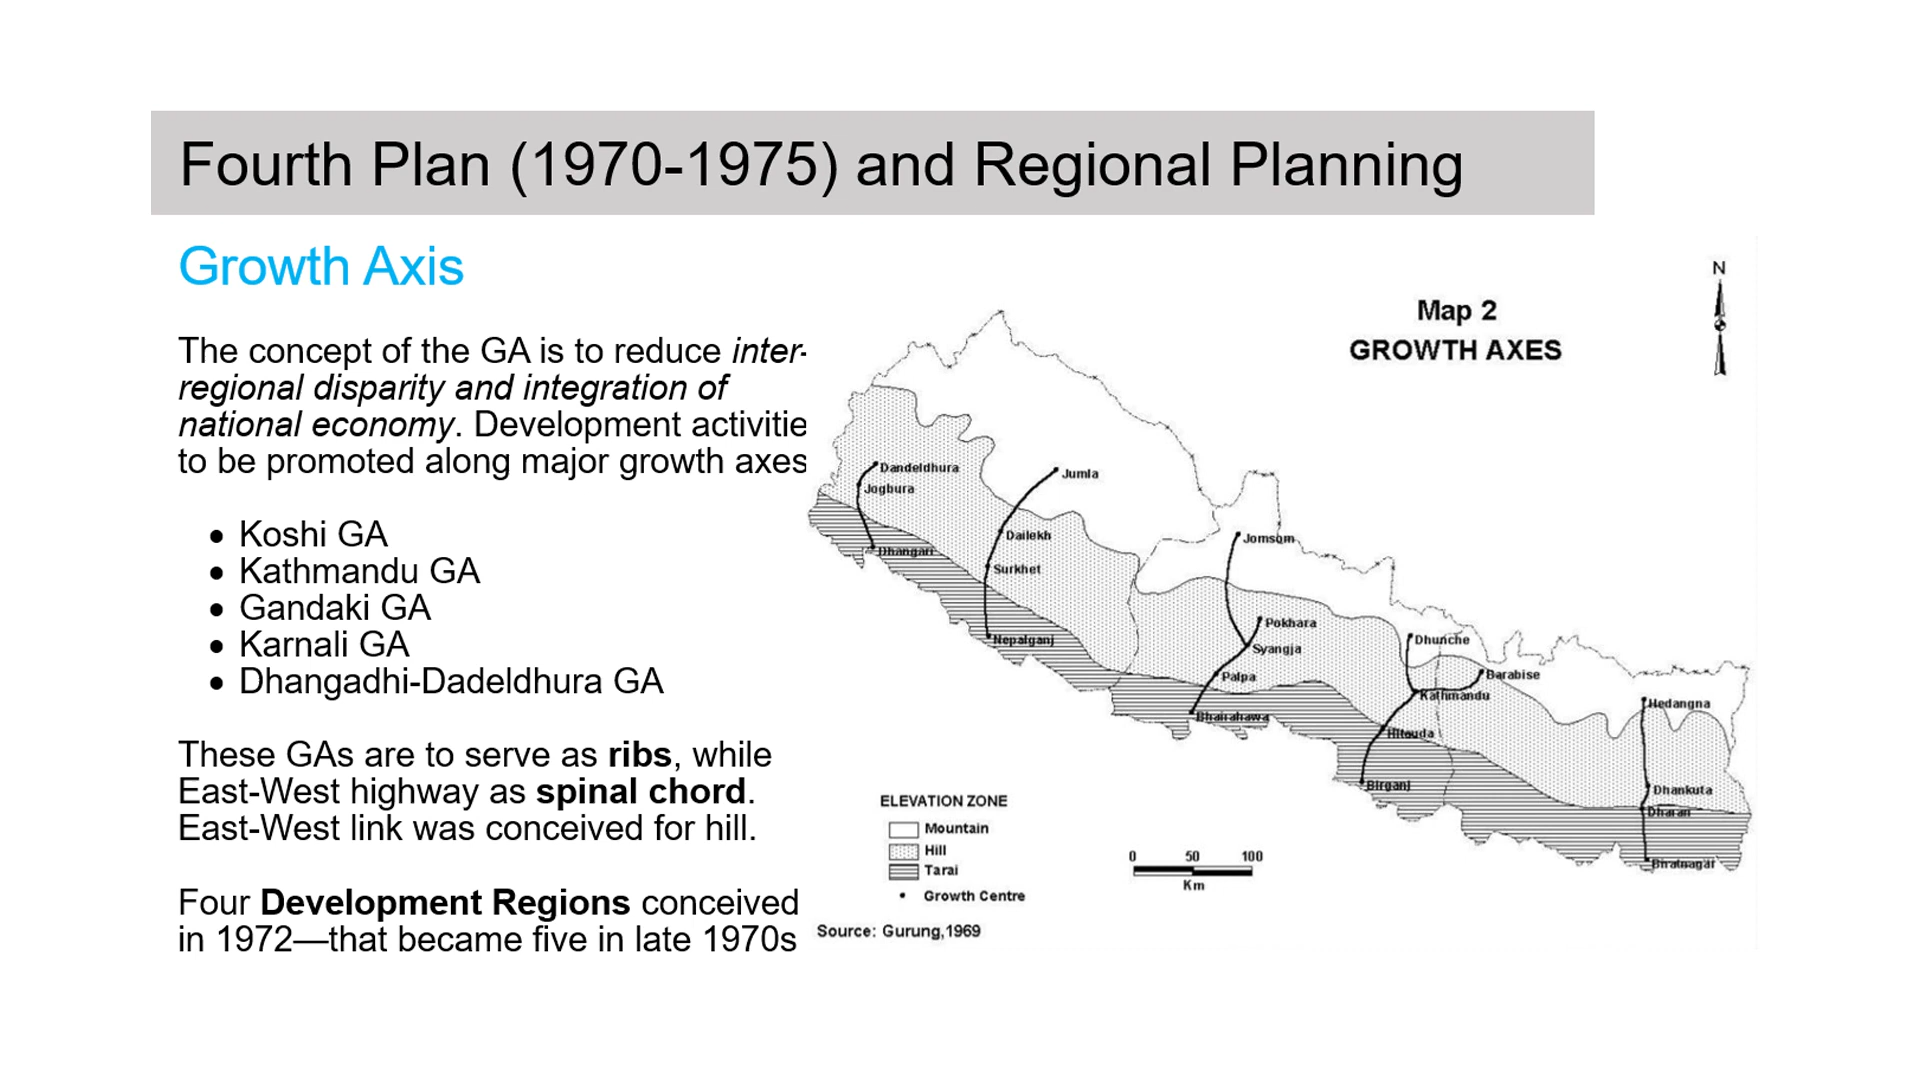 Fourth Plan (1970-1975) and Regional Planning
Growth Axis
The concept of the GA is to reduce inter-
regional disparity and integration of
national economy. Development activitie
to be promoted along major growth axes
• Koshi GA
• Kathmandu GA
• Gandaki GA
• Karnali GA
• Dhangadhi-Dadeldhura GA
These GAs are to serve as ribs, while
East-West highway as spinal chord.
East-West link was conceived for hill.
Four Development Regions conceived
in 1972—that became five in late 1970s
N
Map 2
GROWTH AXES
Dandeldhura
Jogbura
Dhangari
Jumla
Dailekh
Surkhet
Nepalganj
Jomsom
Pokhara
Syangja
Palpa
Bhairahawa
Dhunche
Barabise
Kathmandu
Hitauda
Birganj
Hedangna
Dhankuta
Dharan
Biratnagar
ELEVATION ZONE
Mountain
Hill
Tarai
Growth Centre
0 50 100
Km
Source: Gurung,1969